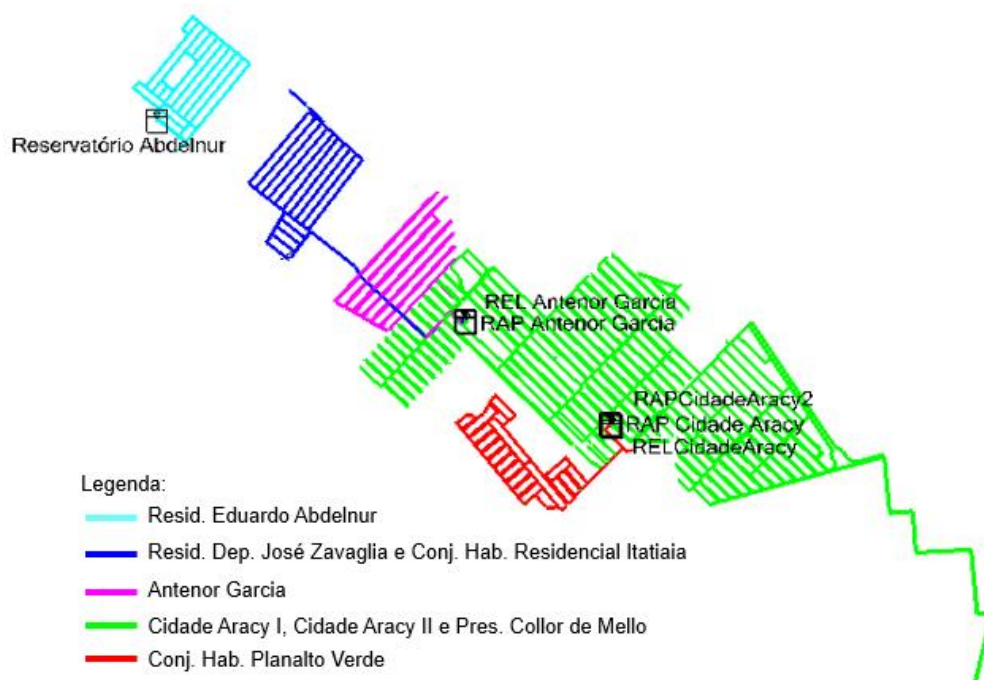 Reservatório Abdelnur
REL Antenor Garcia
RAP Antenor Garcia
RAPCidadeAracy2
RAP Cidade Aracy
RELCidadeAracy
Legenda:
Resid. Eduardo Abdelnur
Resid. Dep. José Zavaglia e Conj. Hab. Residencial Itatiaia
Antenor Garcia
Cidade Aracy I, Cidade Aracy II e Pres. Collor de Mello
Conj. Hab. Planalto Verde